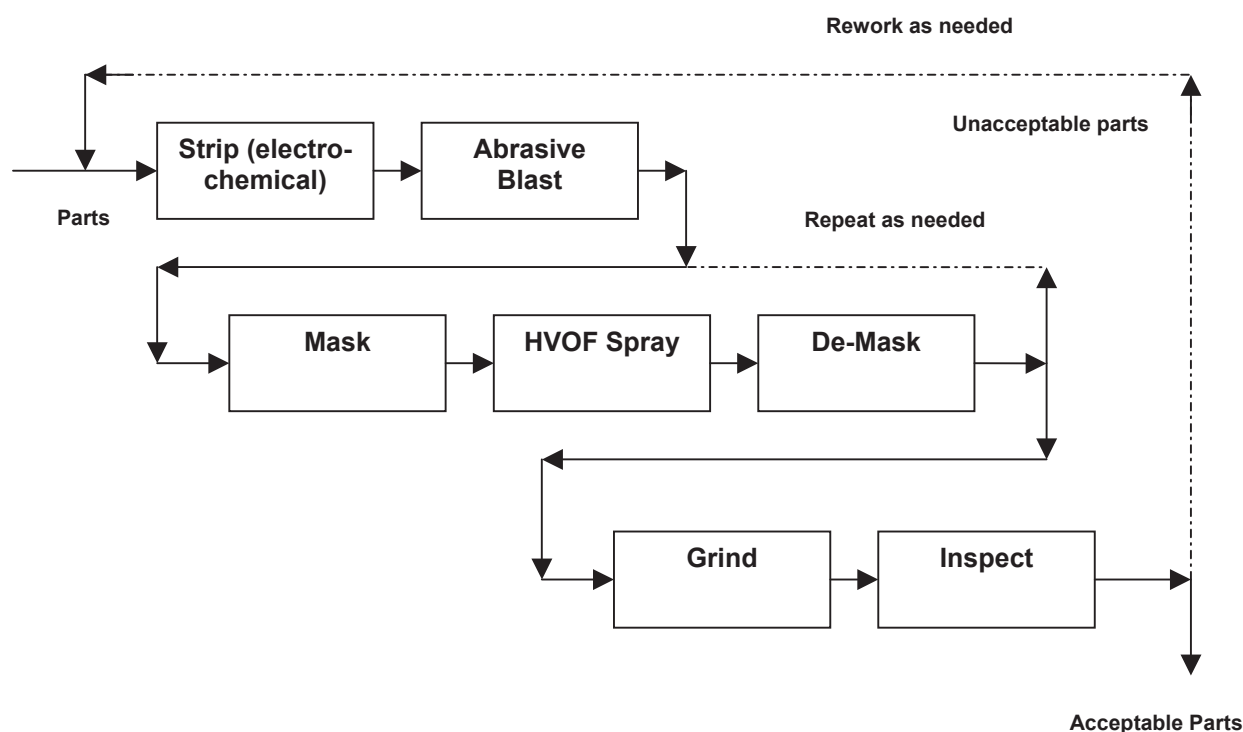 Rework as needed
Unacceptable parts
Strip (electro-
chemical)
Abrasive
Blast
Parts
Repeat as needed
Mask
HVOF Spray
De-Mask
Grind
Inspect
Acceptable Parts